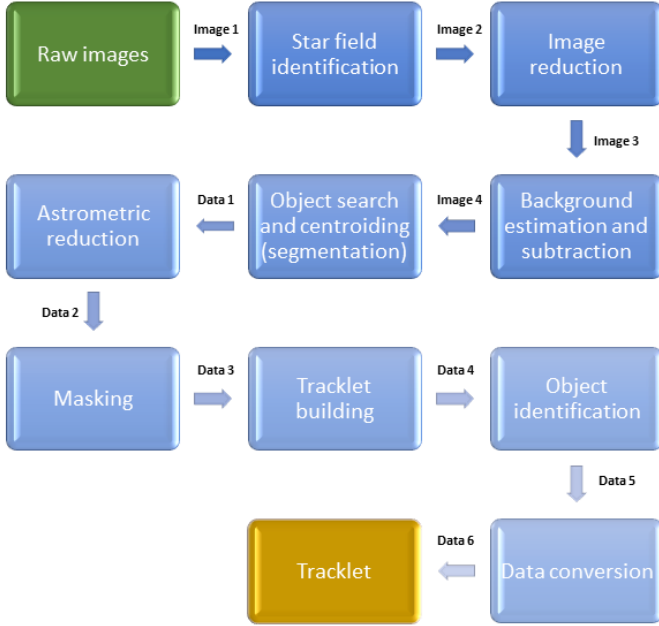 Raw images
Image 1
Star field
identification
Image 2
Image
reduction
Image 3
Background
estimation and
subtraction
Image 4
Object search
and centroiding
(segmentation)
Data 1
Astrometric
reduction
Data 2
Masking
Data 3
Tracklet
building
Data 4
Object
identification
Data 5
Data conversion
Data 6
Tracklet